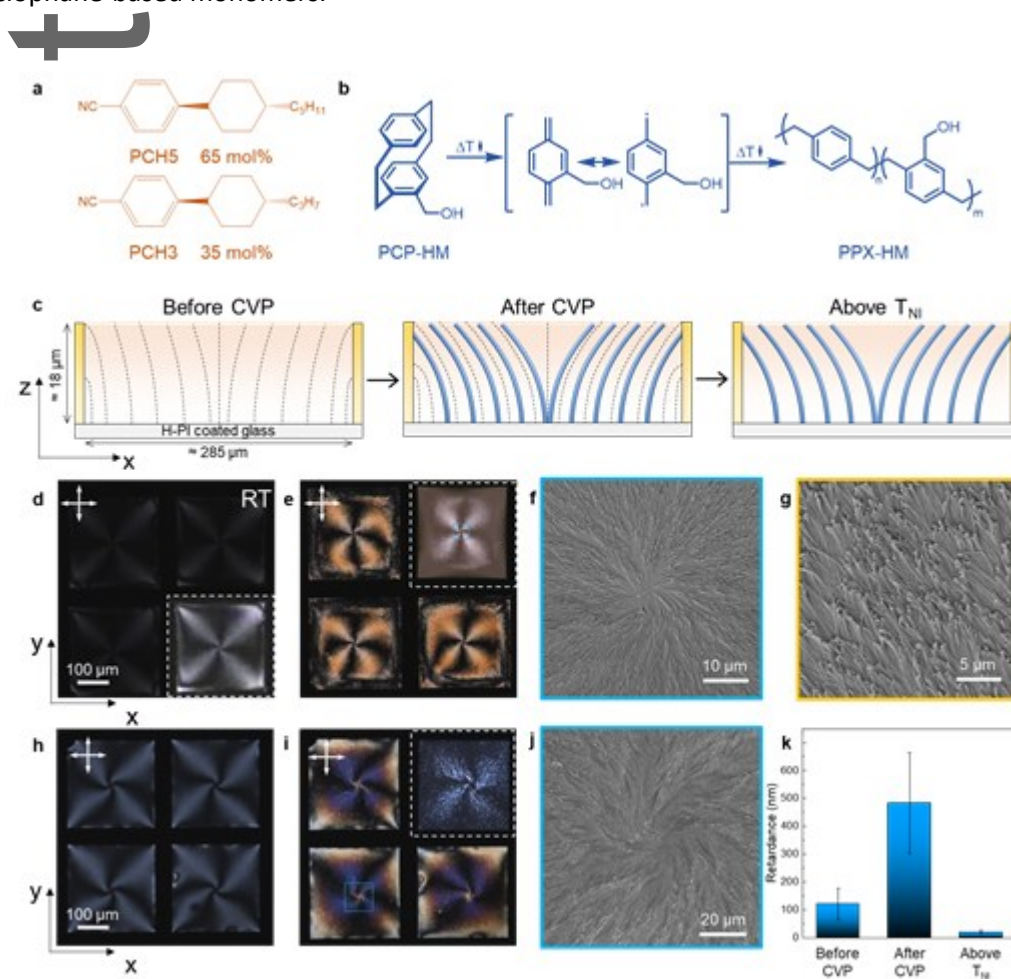 clophane-based monomers.
a
NC
C5H11
PCH5 65 mol%
NC
C3H7
PCH3 35 mol%
b
ΔT
OH
OH
OH
ΔT
OH
n
m
PCP-HM
PPX-HM
c
Before CVP
After CVP
Above TNI
≈ 18 μm
H-PI coated glass
≈ 285 μm
z
x
d
RT
e
f
g
y
100 μm
x
10 μm
5 μm
h
i
j
k
y
100 μm
x
20 μm
Retardance (nm)
600
500
400
300
200
100
0
Before CVP
After CVP
Above TNI